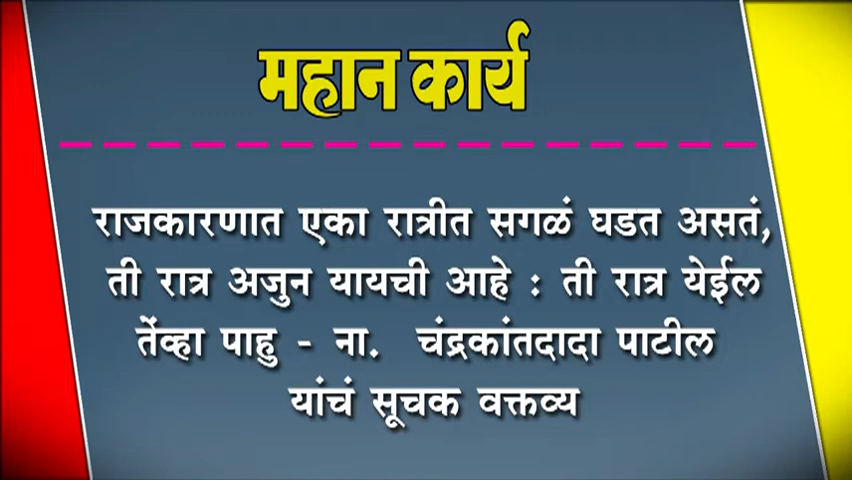 महान कार्य
राजकारणात एका रात्रीत सगळं घडत असतं,
ती रात्र अजुन यायची आहे : ती रात्र येईल
तेंव्हा पाहु - ना. चंद्रकांतदादा पाटील
यांचं सूचक वक्तव्य